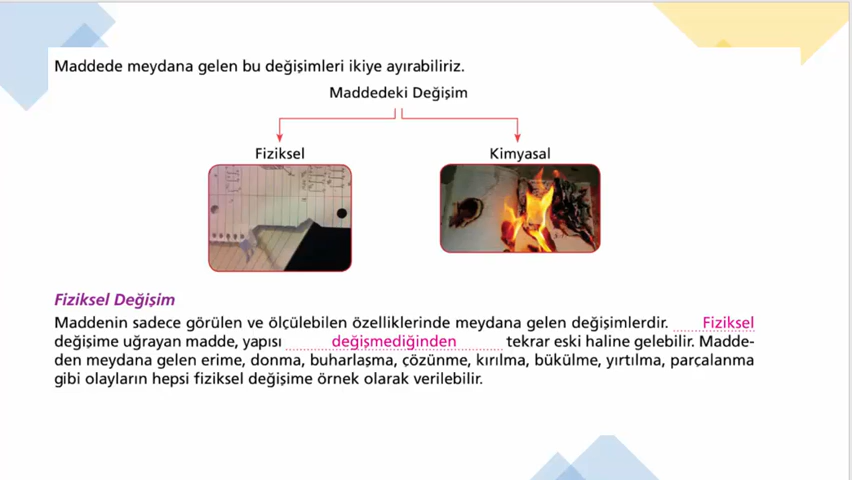 Maddede meydana gelen bu değişimleri ikiye ayırabiliriz.
Maddedeki Değişim
Fiziksel
Kimyasal
Fiziksel Değişim
Maddenin sadece görülen ve ölçülebilen özelliklerinde meydana gelen değişimlerdir. Fiziksel
değişime uğrayan madde, yapısı değişmediğinden tekrar eski haline gelebilir. Madde-
den meydana gelen erime, donma, buharlaşma, çözünme, kırılma, bükülme, yırtılma, parçalanma
gibi olayların hepsi fiziksel değişime örnek olarak verilebilir.